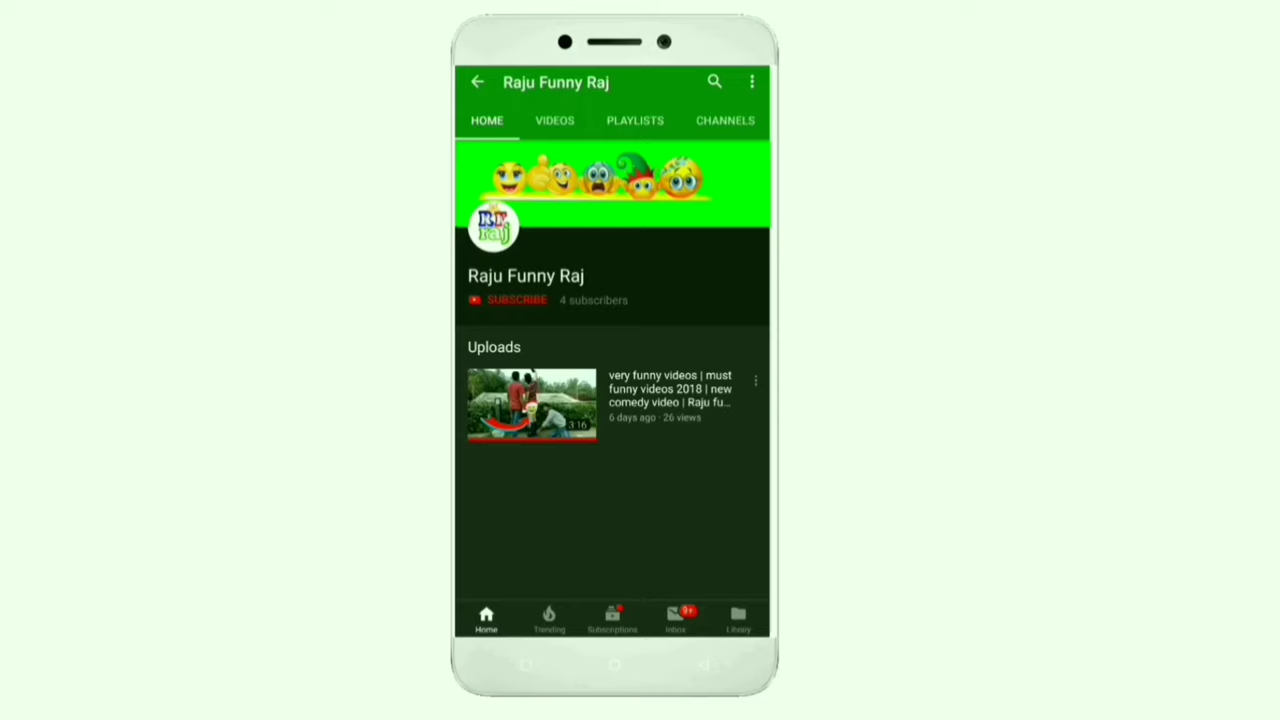 Raju Funny Raj
HOME VIDEOS PLAYLISTS CHANNELS
raj
Raju Funny Raj
SUBSCRIBE 4 subscribers
Uploads
very funny videos | must
funny videos 2018 | new
comedy video | Raju fu...
6 days ago · 26 views
3:16
9+
Home Trending Subscriptions Inbox Library